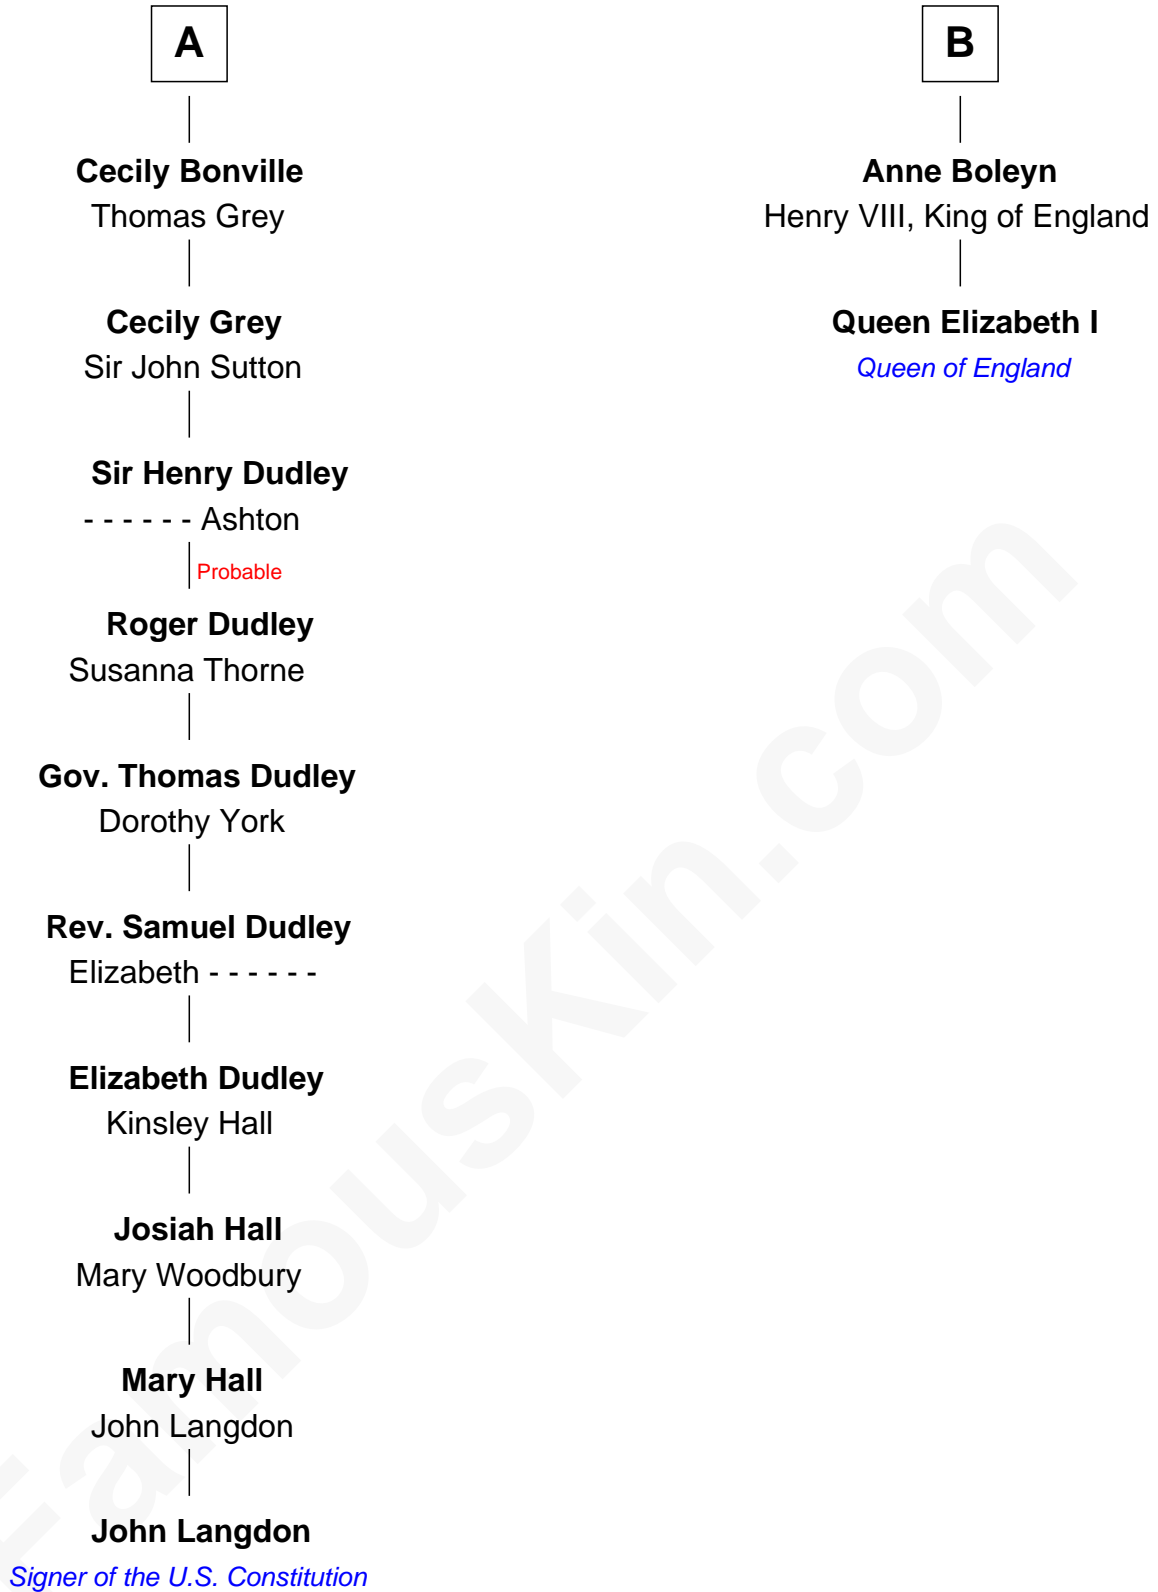 A
Cecily Bonville
Thomas Grey
Cecily Grey
Sir John Sutton
Sir Henry Dudley
- - - - - - Ashton
Probable
Roger Dudley
Susanna Thorne
Gov. Thomas Dudley
Dorothy York
Rev. Samuel Dudley
Elizabeth - - - - - -
Elizabeth Dudley
Kinsley Hall
Josiah Hall
Mary Woodbury
Mary Hall
John Langdon
John Langdon
Signer of the U.S. Constitution
B
Anne Boleyn
Henry VIII, King of England
Queen Elizabeth I
Queen of England
FamousKin.com